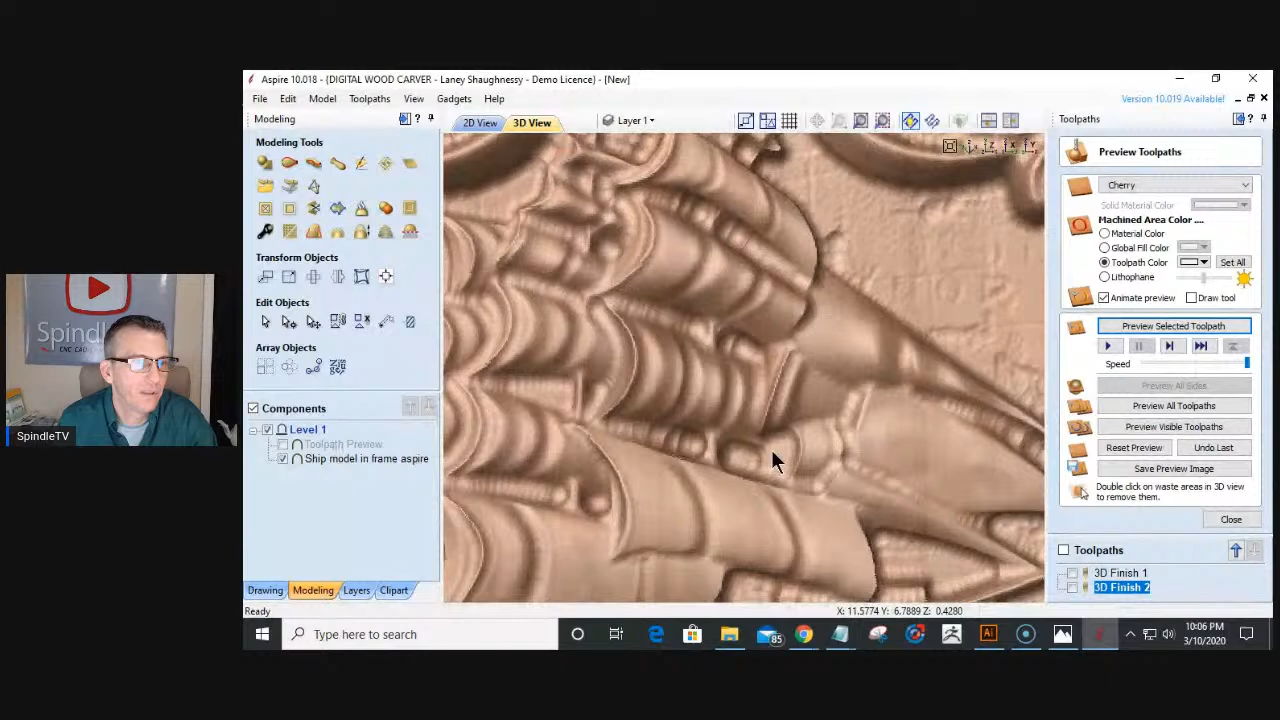 Aspire 10.018 - {DIGITAL WOOD CARVER - Laney Shaughnessy - Demo Licence} - [New]
File Edit Model Toolpaths View Gadgets Help
Version 10.019 Available!
Modeling
2D View
3D View
Layer 1
Toolpaths
Modeling Tools
Transform Objects
Edit Objects
Array Objects
Components
Level 1
Toolpath Preview
Ship model in frame aspire
Drawing Modeling Layers Clipart
Preview Toolpaths
Cherry
Solid Material Color
Machined Area Color ....
Material Color
Global Fill Color
Toolpath Color
Set All
Lithophane
Animate preview
Draw tool
Preview Selected Toolpath
Speed
Preview All Sides
Preview All Toolpaths
Preview Visible Toolpaths
Reset Preview
Undo Last
Save Preview Image
Double click on waste areas in 3D view
to remove them.
Close
Toolpaths
3D Finish 1
3D Finish 2
Ready
X: 11.5774 Y: 6.7889 Z: 0.4280
Type here to search
85
Ai
10:06 PM
3/10/2020
Spindl
CNC
SpindleTV